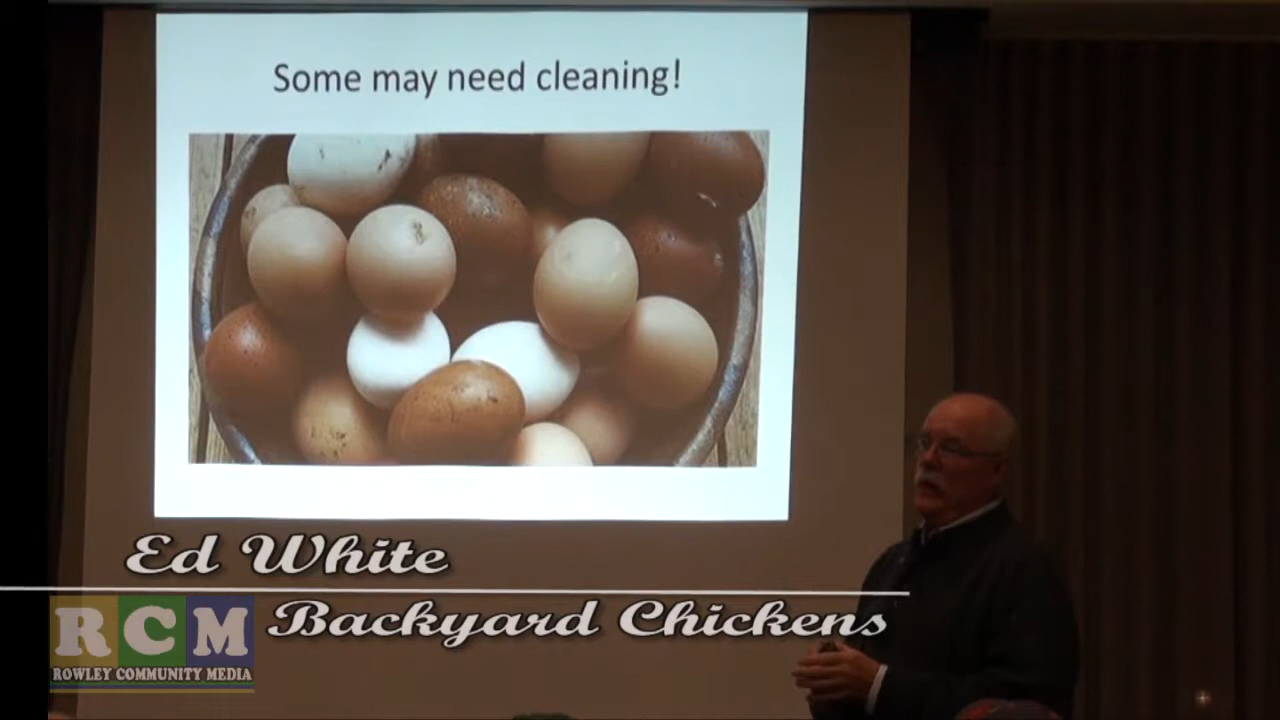 Some may need cleaning!
Ed White
Backyard Chickens
RCM
ROWLEY COMMUNITY MEDIA